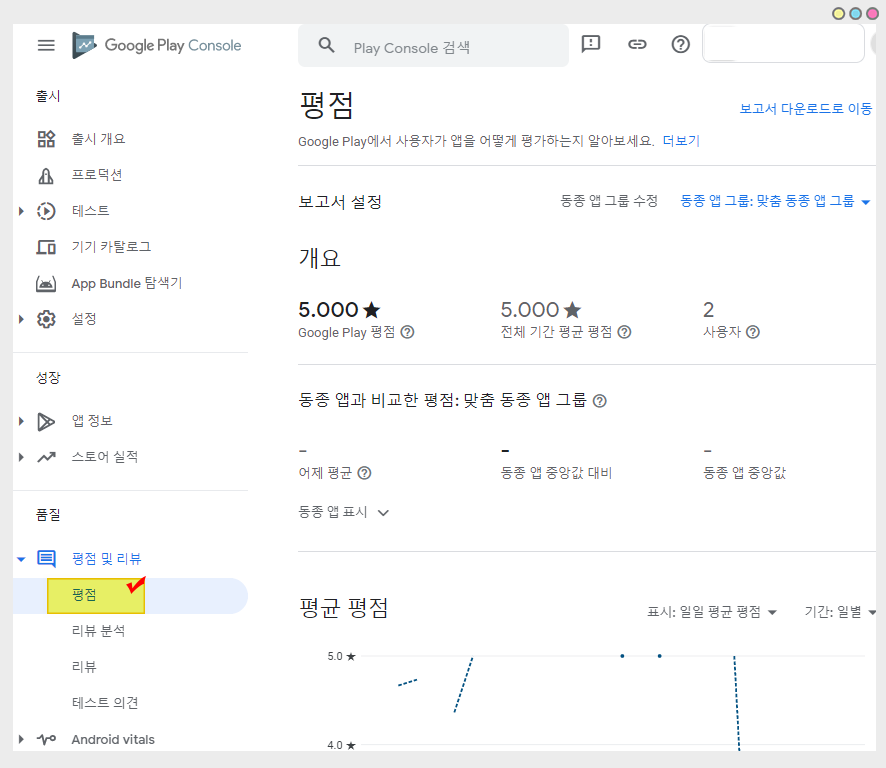 Google Play Console
Play Console 검색
출시
출시 개요
프로덕션
테스트
기기 카탈로그
App Bundle 탐색기
설정
성장
앱 정보
스토어 실적
품질
평점 및 리뷰
평점
리뷰 분석
리뷰
테스트 의견
Android vitals
평점
보고서 다운로드로 이동
Google Play에서 사용자가 앱을 어떻게 평가하는지 알아보세요. 더보기
보고서 설정
동종 앱 그룹 수정
동종 앱 그룹: 맞춤 동종 앱 그룹
개요
5.000 ★
Google Play 평점
5.000 ★
전체 기간 평균 평점
2
사용자
동종 앱과 비교한 평점: 맞춤 동종 앱 그룹
–
어제 평균
–
동종 앱 중앙값 대비
–
동종 앱 중앙값
동종 앱 표시
평균 평점
표시: 일일 평균 평점
기간: 일별
5.0 ★
4.0 ★